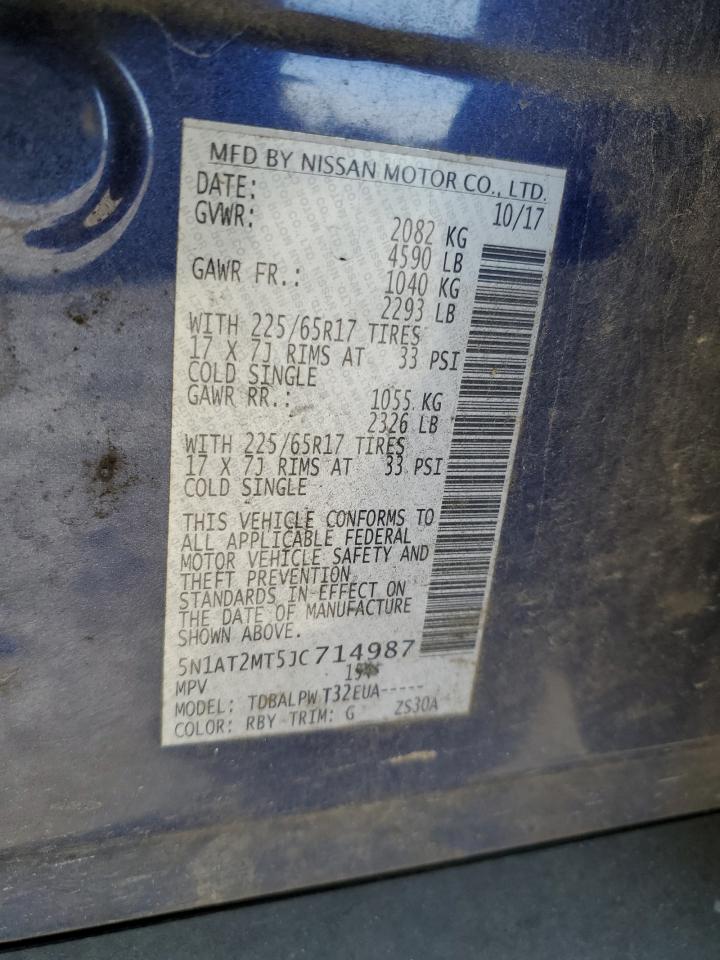 MFD BY NISSAN MOTOR CO., LTD.
DATE: 10/17
GVWR: 2082 KG
4590 LB
GAWR FR.: 1040 KG
2293 LB
WITH 225/65R17 TIRES
17 X 7J RIMS AT 33 PSI
COLD SINGLE
GAWR RR.: 1055 KG
2326 LB
WITH 225/65R17 TIRES
17 X 7J RIMS AT 33 PSI
COLD SINGLE
THIS VEHICLE CONFORMS TO
ALL APPLICABLE FEDERAL
MOTOR VEHICLE SAFETY AND
THEFT PREVENTION
STANDARDS IN EFFECT ON
THE DATE OF MANUFACTURE
SHOWN ABOVE.
5N1AT2MT5JC714987
MPV
MODEL: TDBALPWT32EUA-----
COLOR: RBY TRIM: G ZS30A